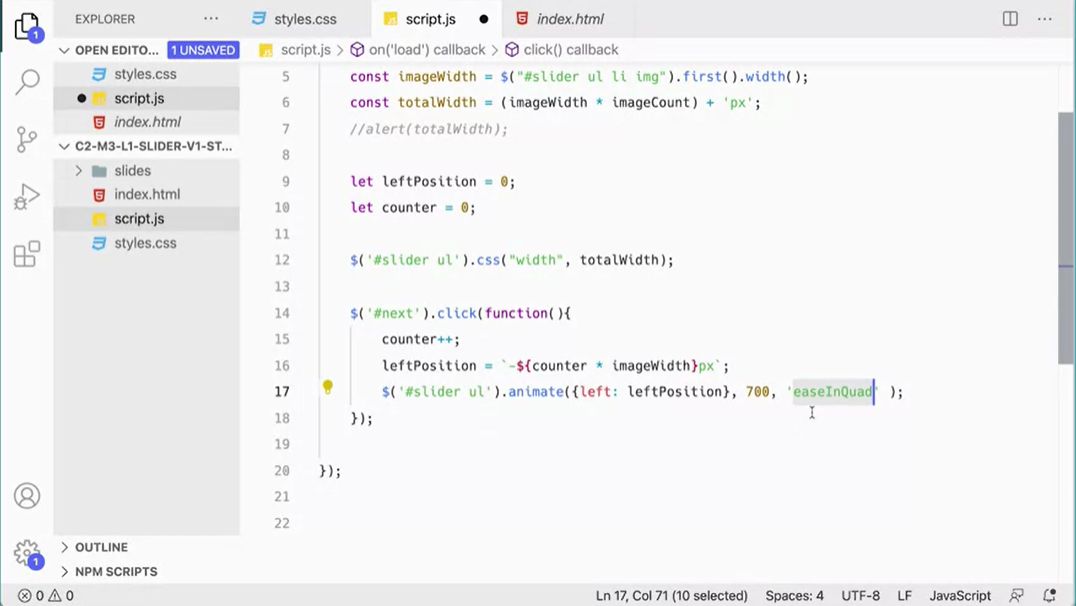 EXPLORER
styles.css
script.js
index.html
OPEN EDITO...
1 UNSAVED
script.js > on('load') callback > click() callback
styles.css
script.js
index.html
C2-M3-L1-SLIDER-V1-ST...
slides
index.html
script.js
styles.css
5 const imageWidth = $("#slider ul li img").first().width();
6 const totalWidth = (imageWidth * imageCount) + 'px';
7 //alert(totalWidth);
8
9 let leftPosition = 0;
10 let counter = 0;
11
12 $('#slider ul').css("width", totalWidth);
13
14 $('#next').click(function(){
15 counter++;
16 leftPosition = `-${counter * imageWidth}px`;
17 $('#slider ul').animate({left: leftPosition}, 700, 'easeInQuad' );
18 });
19
20 });
21
22
1
1
OUTLINE
NPM SCRIPTS
0 0
Ln 17, Col 71 (10 selected) Spaces: 4 UTF-8 LF JavaScript